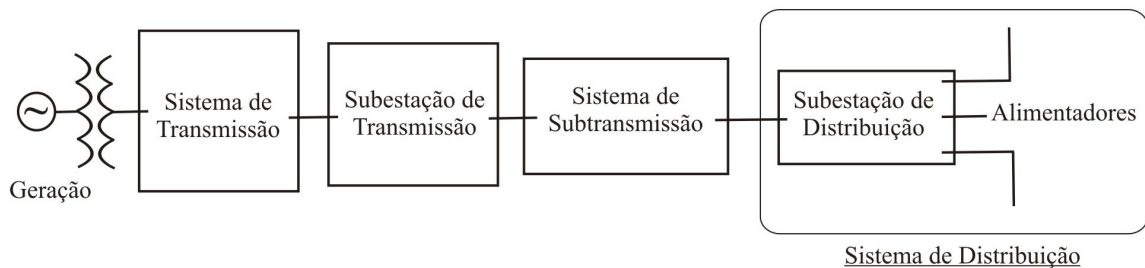 Geração
Sistema de
Transmissão
Subestação de
Transmissão
Sistema de
Subtransmissão
Subestação de
Distribuição
Alimentadores
Sistema de Distribuição